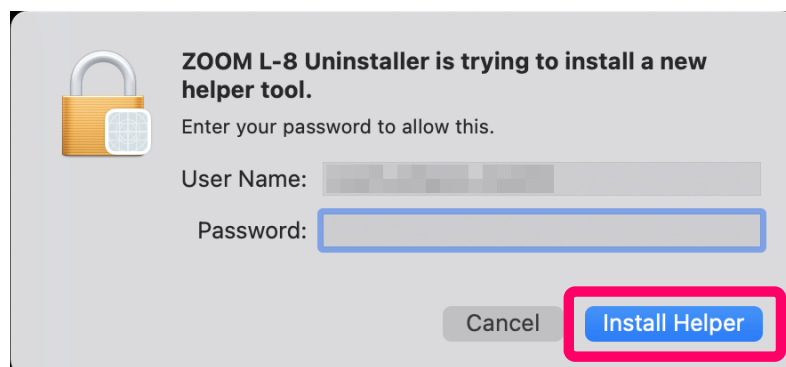 ZOOM L-8 Uninstaller is trying to install a new
helper tool.
Enter your password to allow this.
User Name:
Password:
Cancel
Install Helper